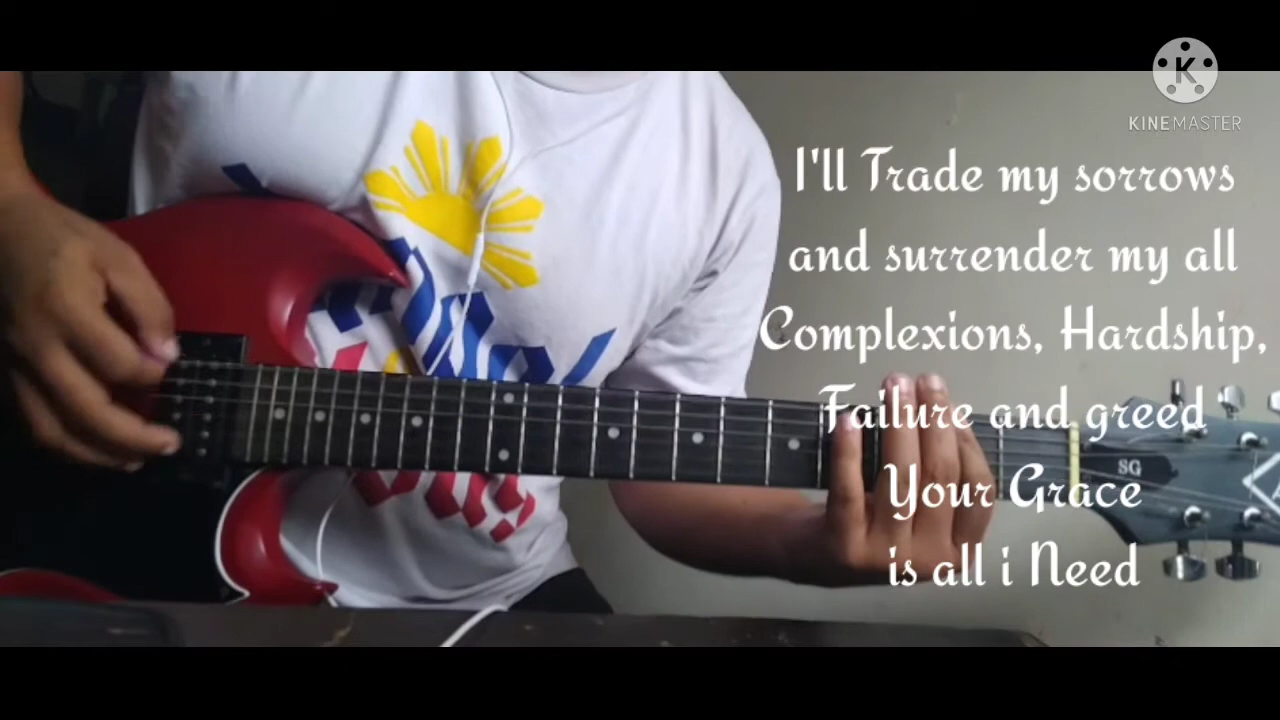 KINEMASTER
I'll Trade my sorrows
and surrender my all
Complexions, Hardship,
Failure and greed
Your Grace
is all i Need
SG